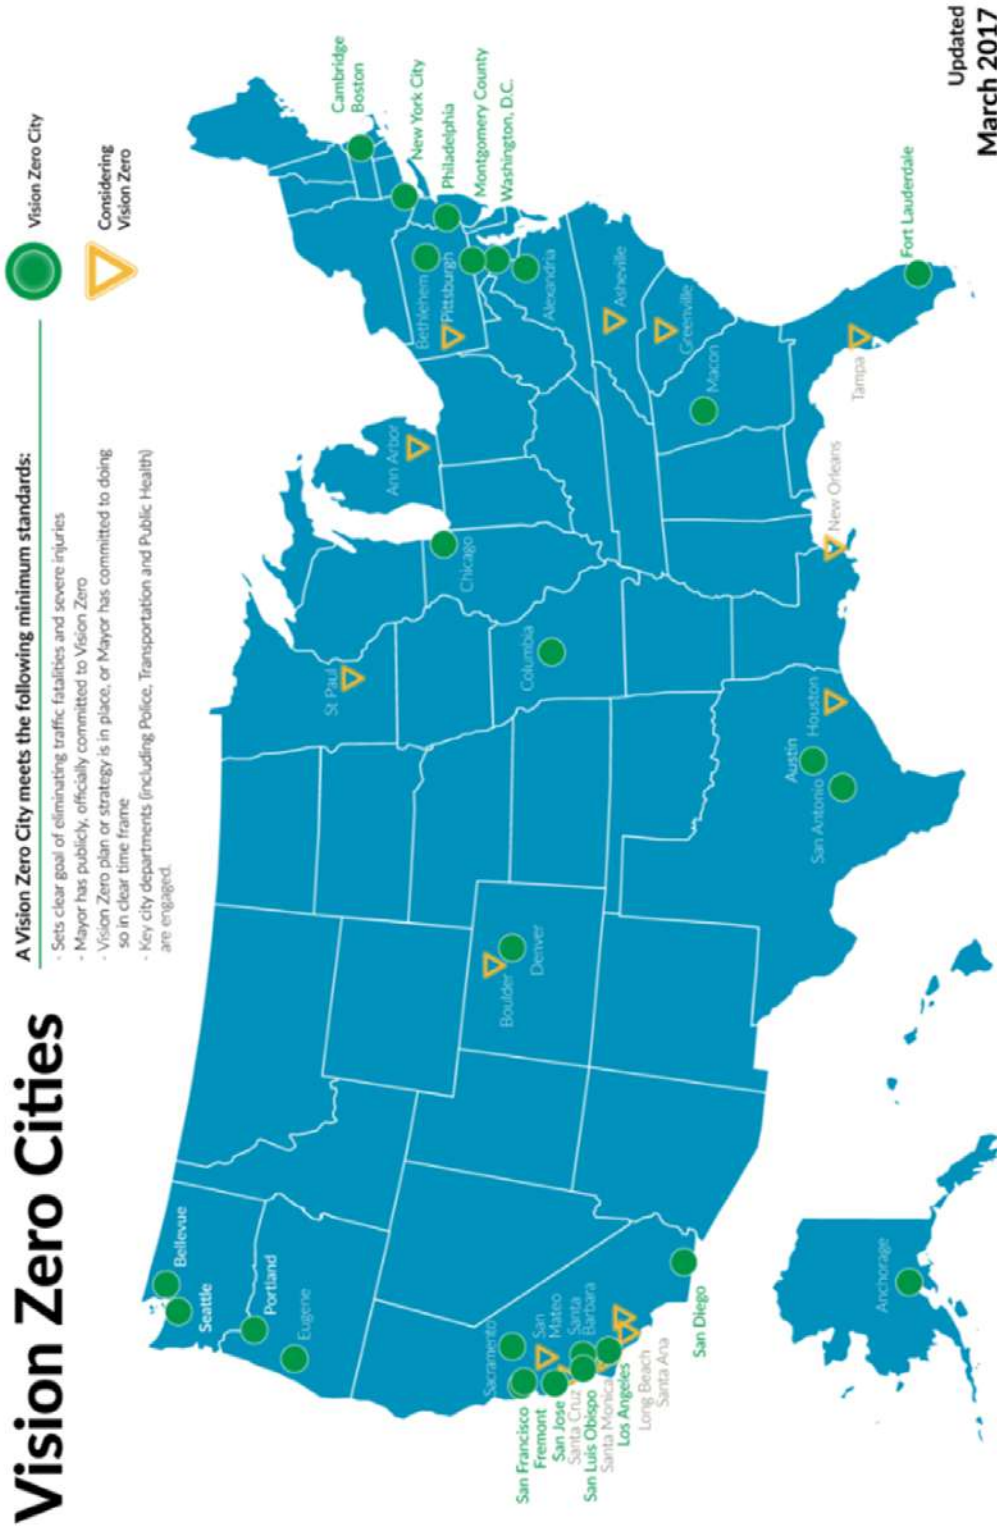 Vision Zero Cities
A Vision Zero City meets the following minimum standards:
- Sets clear goal of eliminating traffic fatalities and severe injuries
- Mayor has publicly, officially committed to Vision Zero
- Vision Zero plan or strategy is in place, or Mayor has committed to doing
so in clear time frame
- Key city departments (including Police, Transportation and Public Health)
are engaged.
Vision Zero City
Considering
Vision Zero
Bellevue
Seattle
Portland
Eugene
Sacramento
San Francisco
Fremont
San
Mateo
San Jose
Santa Cruz
Santa
Barbara
San Luis Obispo
Santa Monica
Los Angeles
Long Beach
Santa Ana
San Diego
Anchorage
Boulder
Denver
St Paul
Columbia
Chicago
Ann Arbor
Austin
San Antonio
Houston
New Orleans
Macon
Greenville
Asheville
Tampa
Fort Lauderdale
Bethlehem
Pittsburgh
Alexandria
Cambridge
Boston
New York City
Philadelphia
Montgomery County
Washington, D.C.
Updated
March 2017